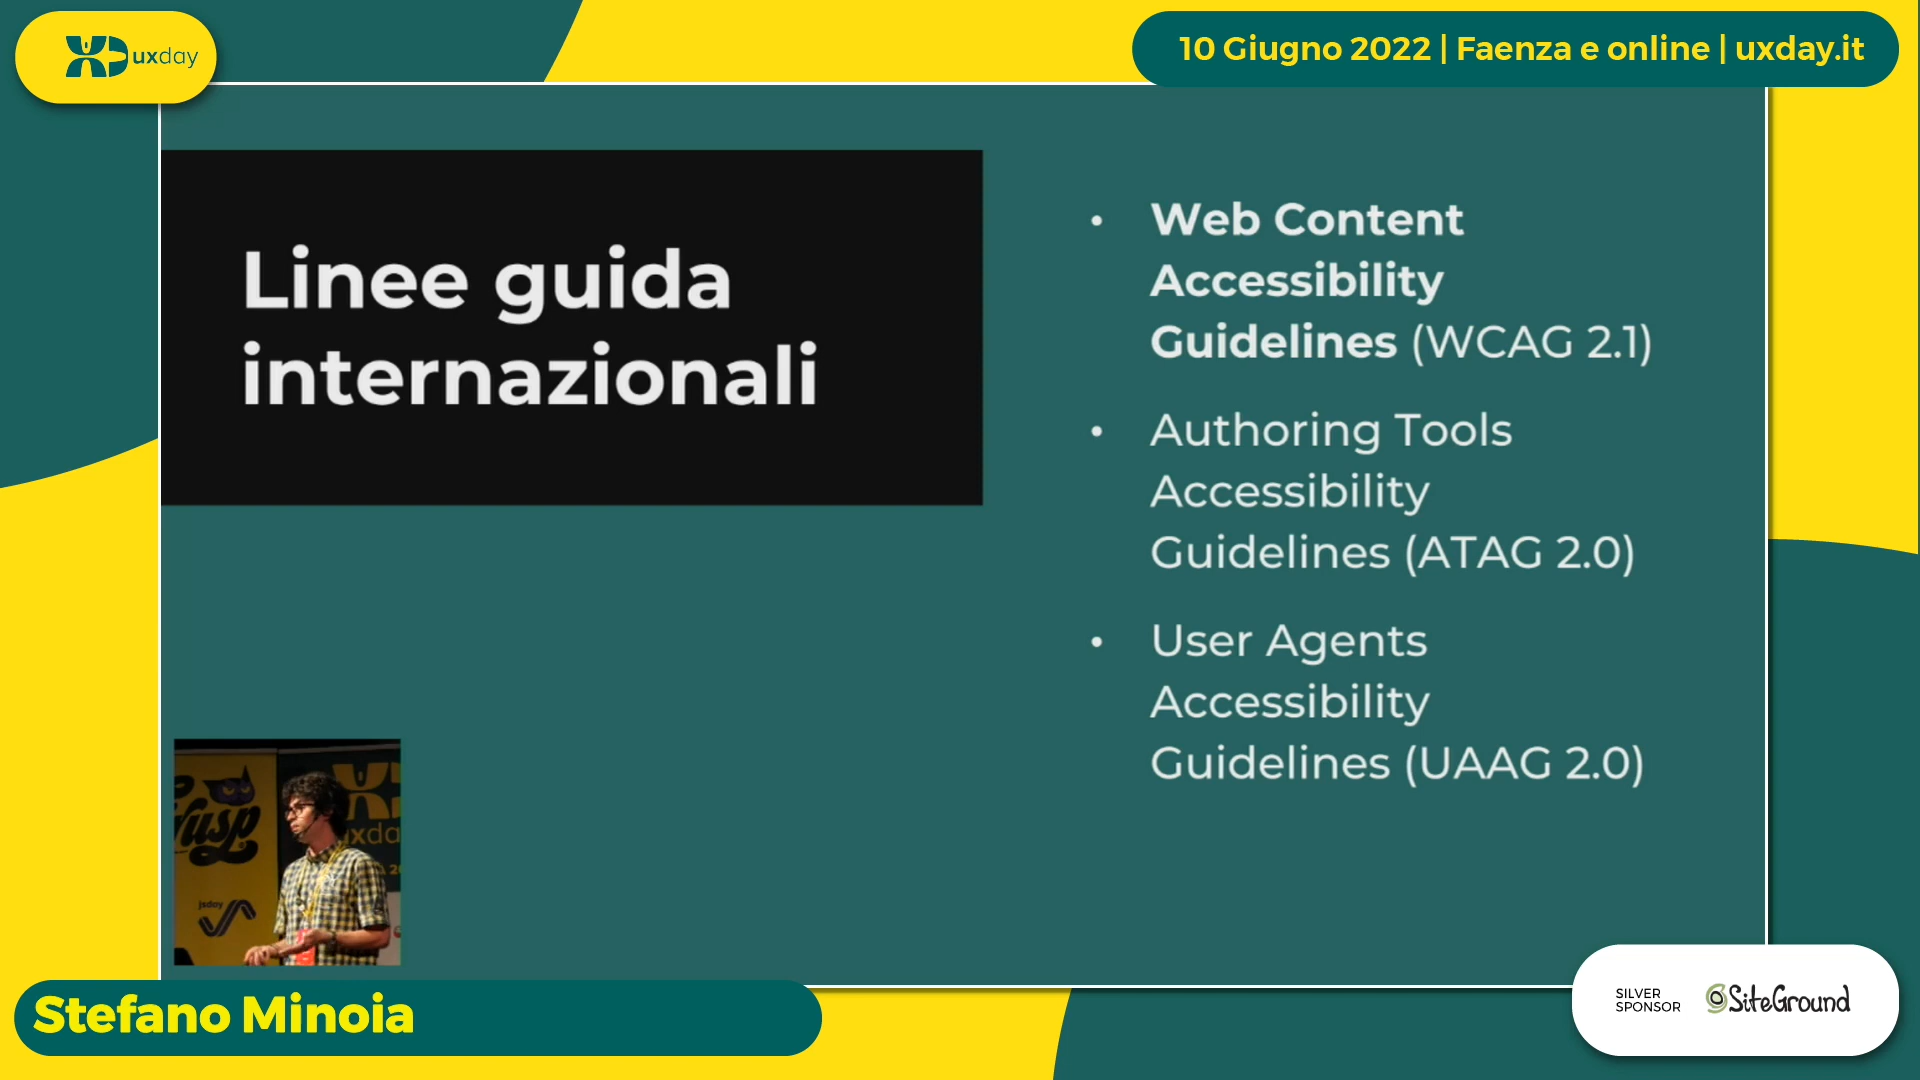 uxday
10 Giugno 2022 | Faenza e online | uxday.it
Linee guida
internazionali
• Web Content
Accessibility
Guidelines (WCAG 2.1)
• Authoring Tools
Accessibility
Guidelines (ATAG 2.0)
• User Agents
Accessibility
Guidelines (UAAG 2.0)
jsday
Stefano Minoia
SILVER
SPONSOR
SiteGround